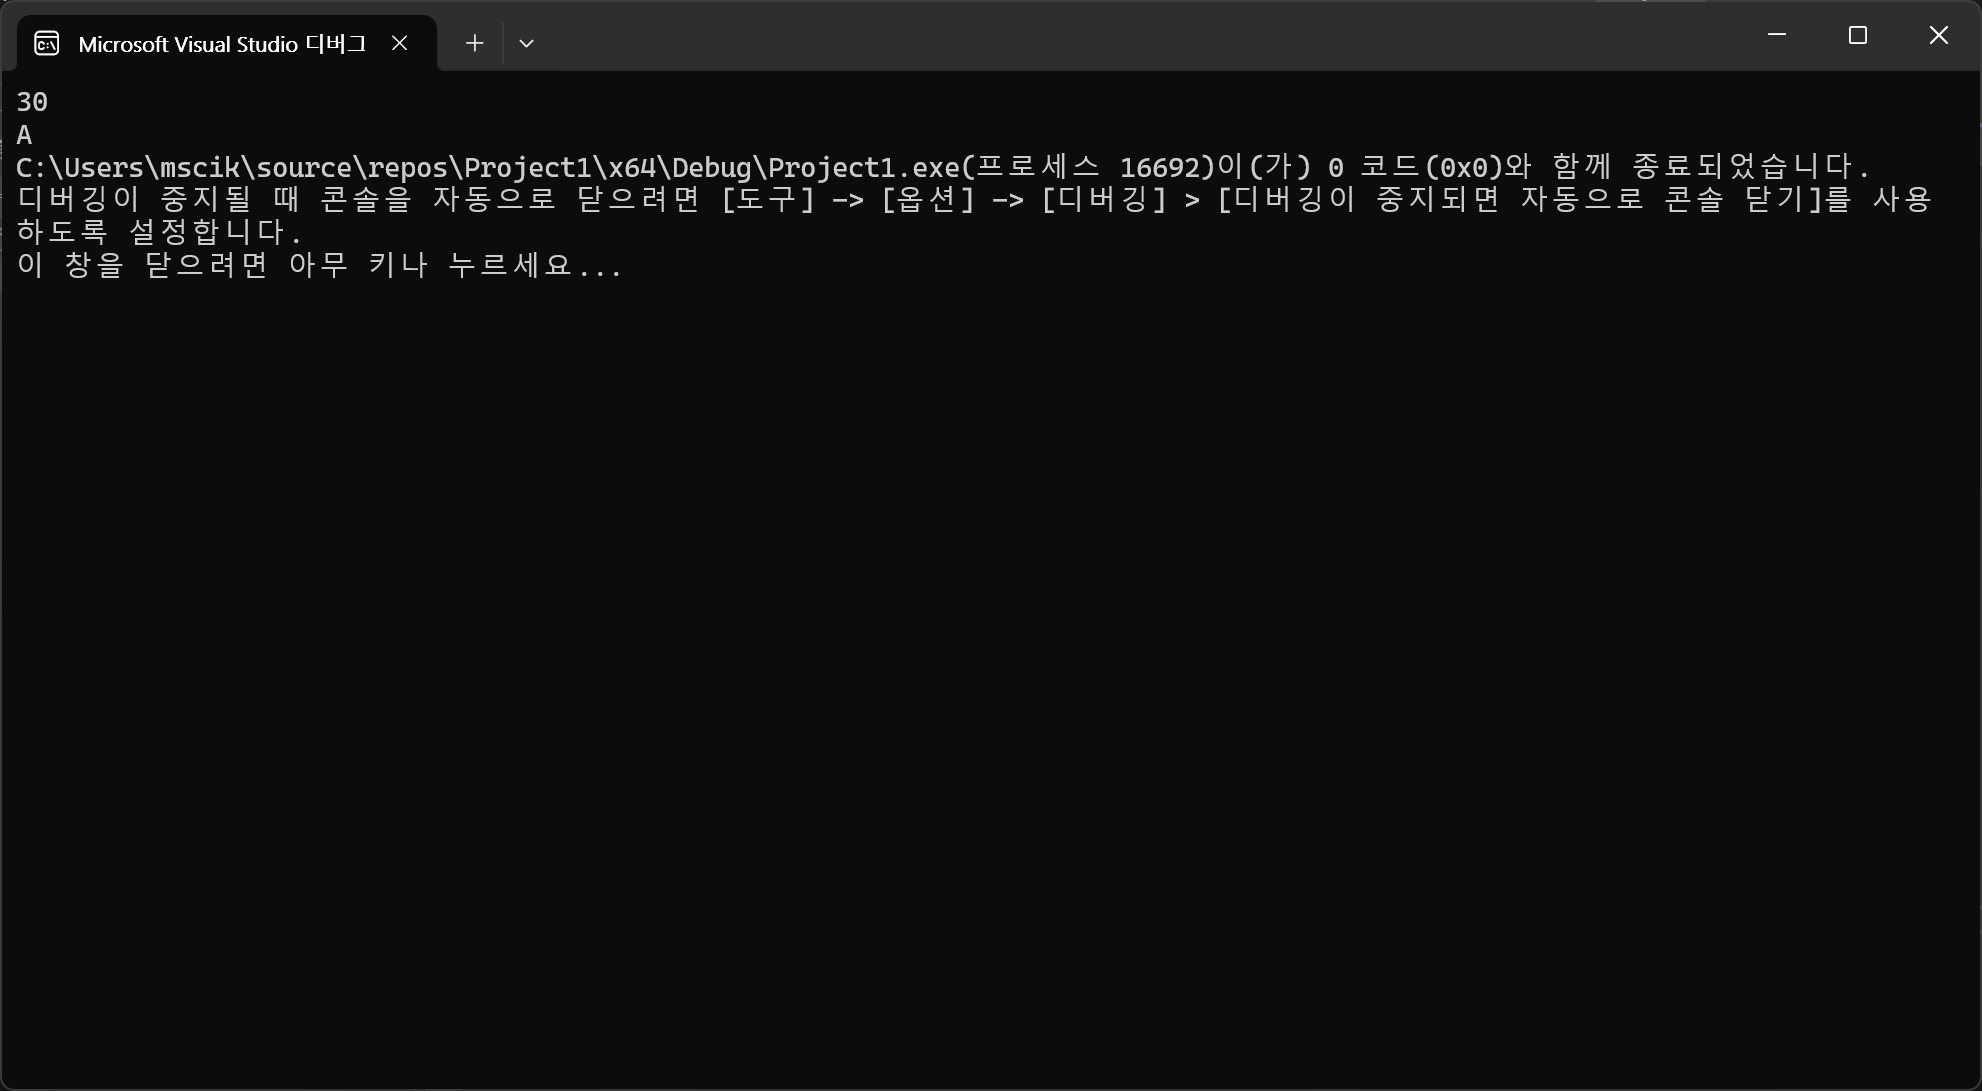 Microsoft Visual Studio 디버그
30
A
C:\Users\mscik\source\repos\Project1\x64\Debug\Project1.exe(프로세스 16692)이(가) 0 코드(0x0)와 함께 종료되었습니다.
디버깅이 중지될 때 콘솔을 자동으로 닫으려면 [도구] -> [옵션] -> [디버깅] > [디버깅이 중지되면 자동으로 콘솔 닫기]를 사용
하도록 설정합니다.
이 창을 닫으려면 아무 키나 누르세요...